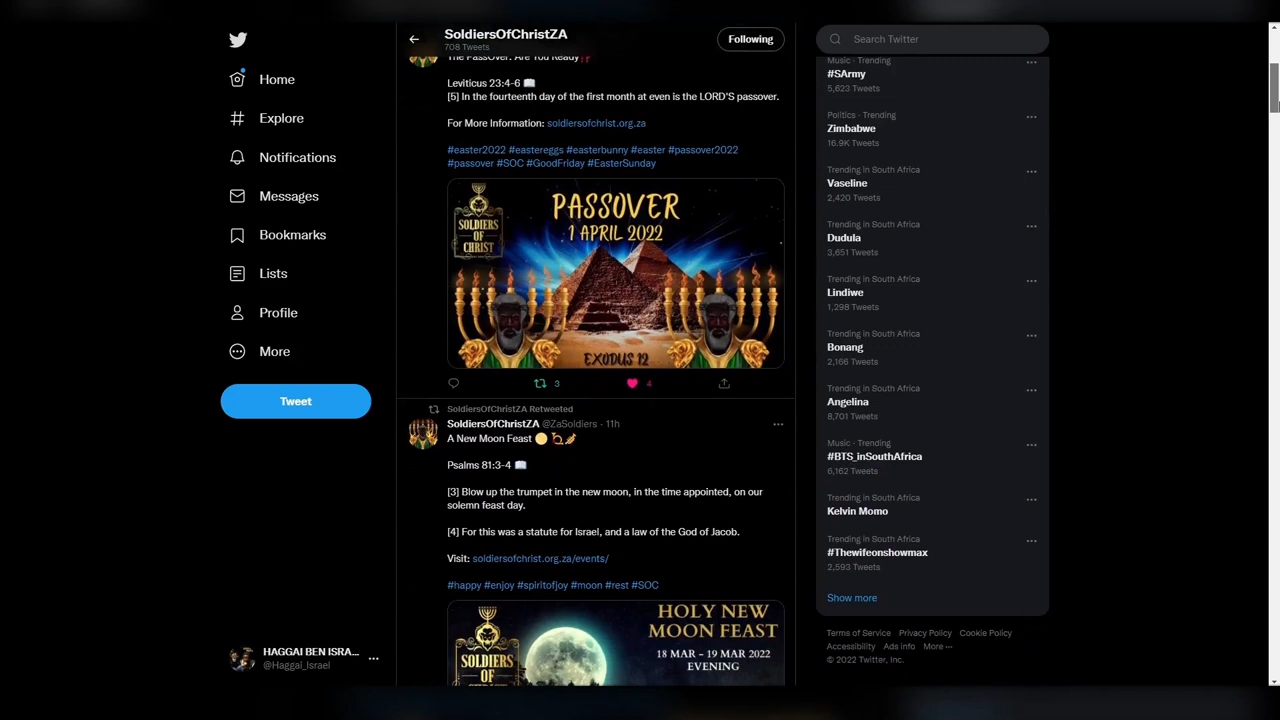 Home
Explore
Notifications
Messages
Bookmarks
Lists
Profile
More
Tweet
HAGGAI BEN ISRA...
@Haggai_Israel
SoldiersOfChristZA
708 Tweets
Following
The PassOver: Are You Ready⁉️
Leviticus 23:4-6 📖
[5] In the fourteenth day of the first month at even is the LORD'S passover.
For More Information: soldiersofchrist.org.za
#easter2022 #eastereggs #easterbunny #easter #passover2022
#passover #SOC #GoodFriday #EasterSunday
SOLDIERS
OF
CHRIST
PASSOVER
1 APRIL 2022
EXODUS 12
3
4
SoldiersOfChristZA Retweeted
SoldiersOfChristZA @ZaSoldiers · 11h
A New Moon Feast
Psalms 81:3-4 📖
[3] Blow up the trumpet in the new moon, in the time appointed, on our
solemn feast day.
[4] For this was a statute for Israel, and a law of the God of Jacob.
Visit: soldiersofchrist.org.za/events/
#happy #enjoy #spiritofjoy #moon #rest #SOC
SOLDIERS
HOLY NEW
MOON FEAST
18 MAR - 19 MAR 2022
EVENING
Search Twitter
Music · Trending
#SArmy
5,623 Tweets
Politics · Trending
Zimbabwe
16.9K Tweets
Trending in South Africa
Vaseline
2,420 Tweets
Trending in South Africa
Dudula
3,651 Tweets
Trending in South Africa
Lindiwe
1,298 Tweets
Trending in South Africa
Bonang
2,166 Tweets
Trending in South Africa
Angelina
8,701 Tweets
Music · Trending
#BTS_inSouthAfrica
6,162 Tweets
Trending in South Africa
Kelvin Momo
Trending in South Africa
#Thewifeonshowmax
2,593 Tweets
Show more
Terms of Service Privacy Policy Cookie Policy
Accessibility Ads info More ···
© 2022 Twitter, Inc.